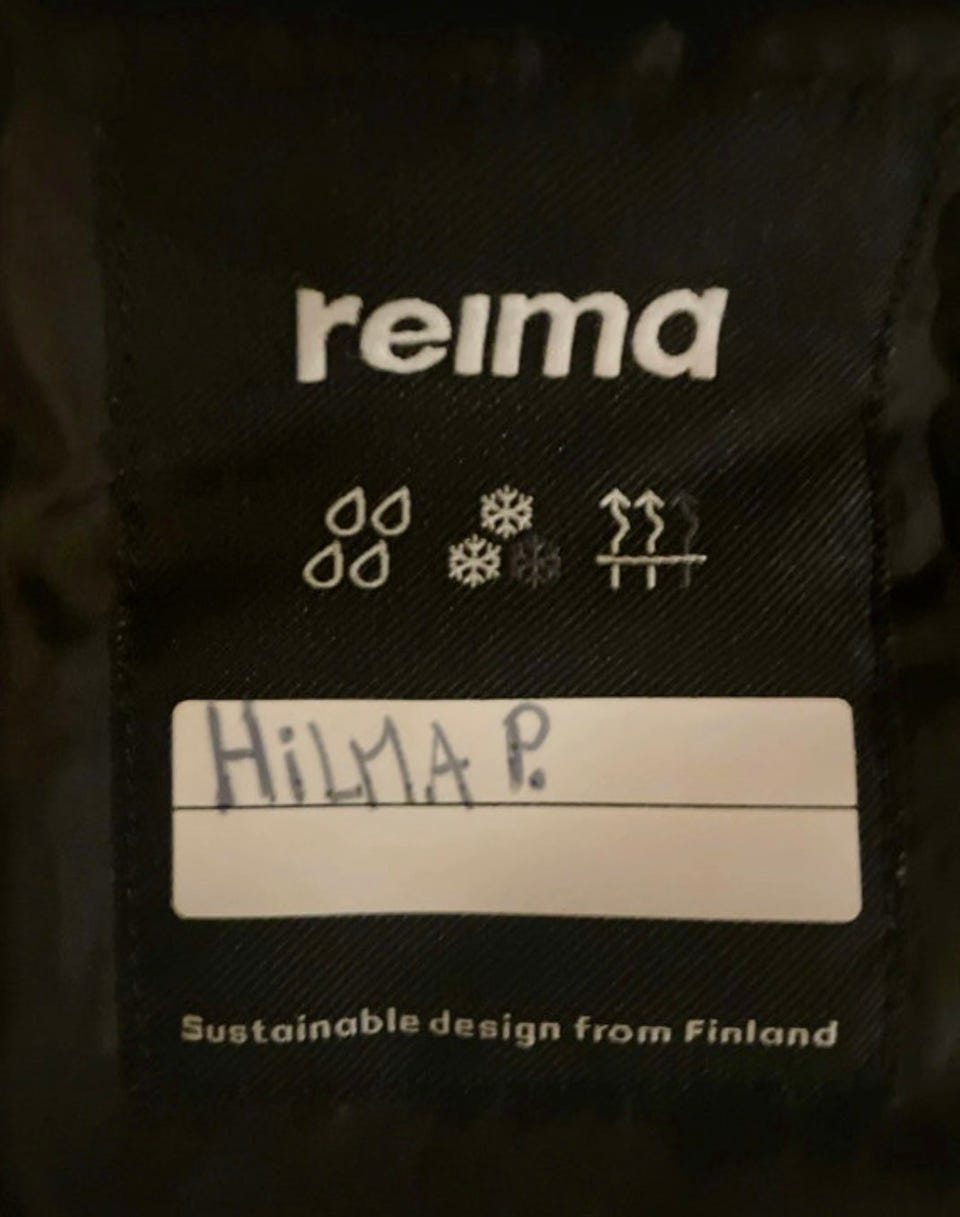 reima
HiLMA P.
Sustainable design from Finland